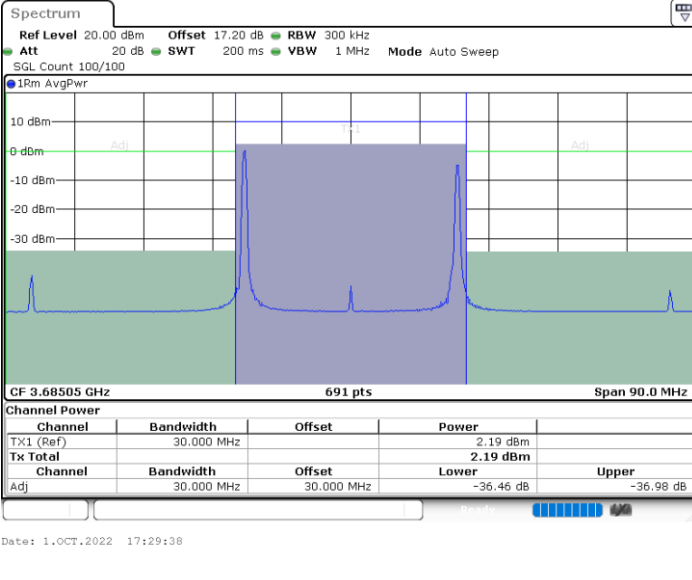 Spectrum
Ref Level 20.00 dBm Offset 17.20 dB RBW 300 kHz
Att 20 dB SWT 200 ms VBW 1 MHz Mode Auto Sweep
SGL Count 100/100
1Rm AvgPwr
10 dBm
TX1
Adj
Adj
0 dBm
-10 dBm
-20 dBm
-30 dBm
CF 3.68505 GHz 691 pts Span 90.0 MHz
Channel Power
Channel Bandwidth Offset Power
TX1 (Ref) 30.000 MHz 2.19 dBm
Tx Total 2.19 dBm
Channel Bandwidth Offset Lower Upper
Adj 30.000 MHz 30.000 MHz -36.46 dB -36.98 dB
Ready
Date: 1.OCT.2022 17:29:38